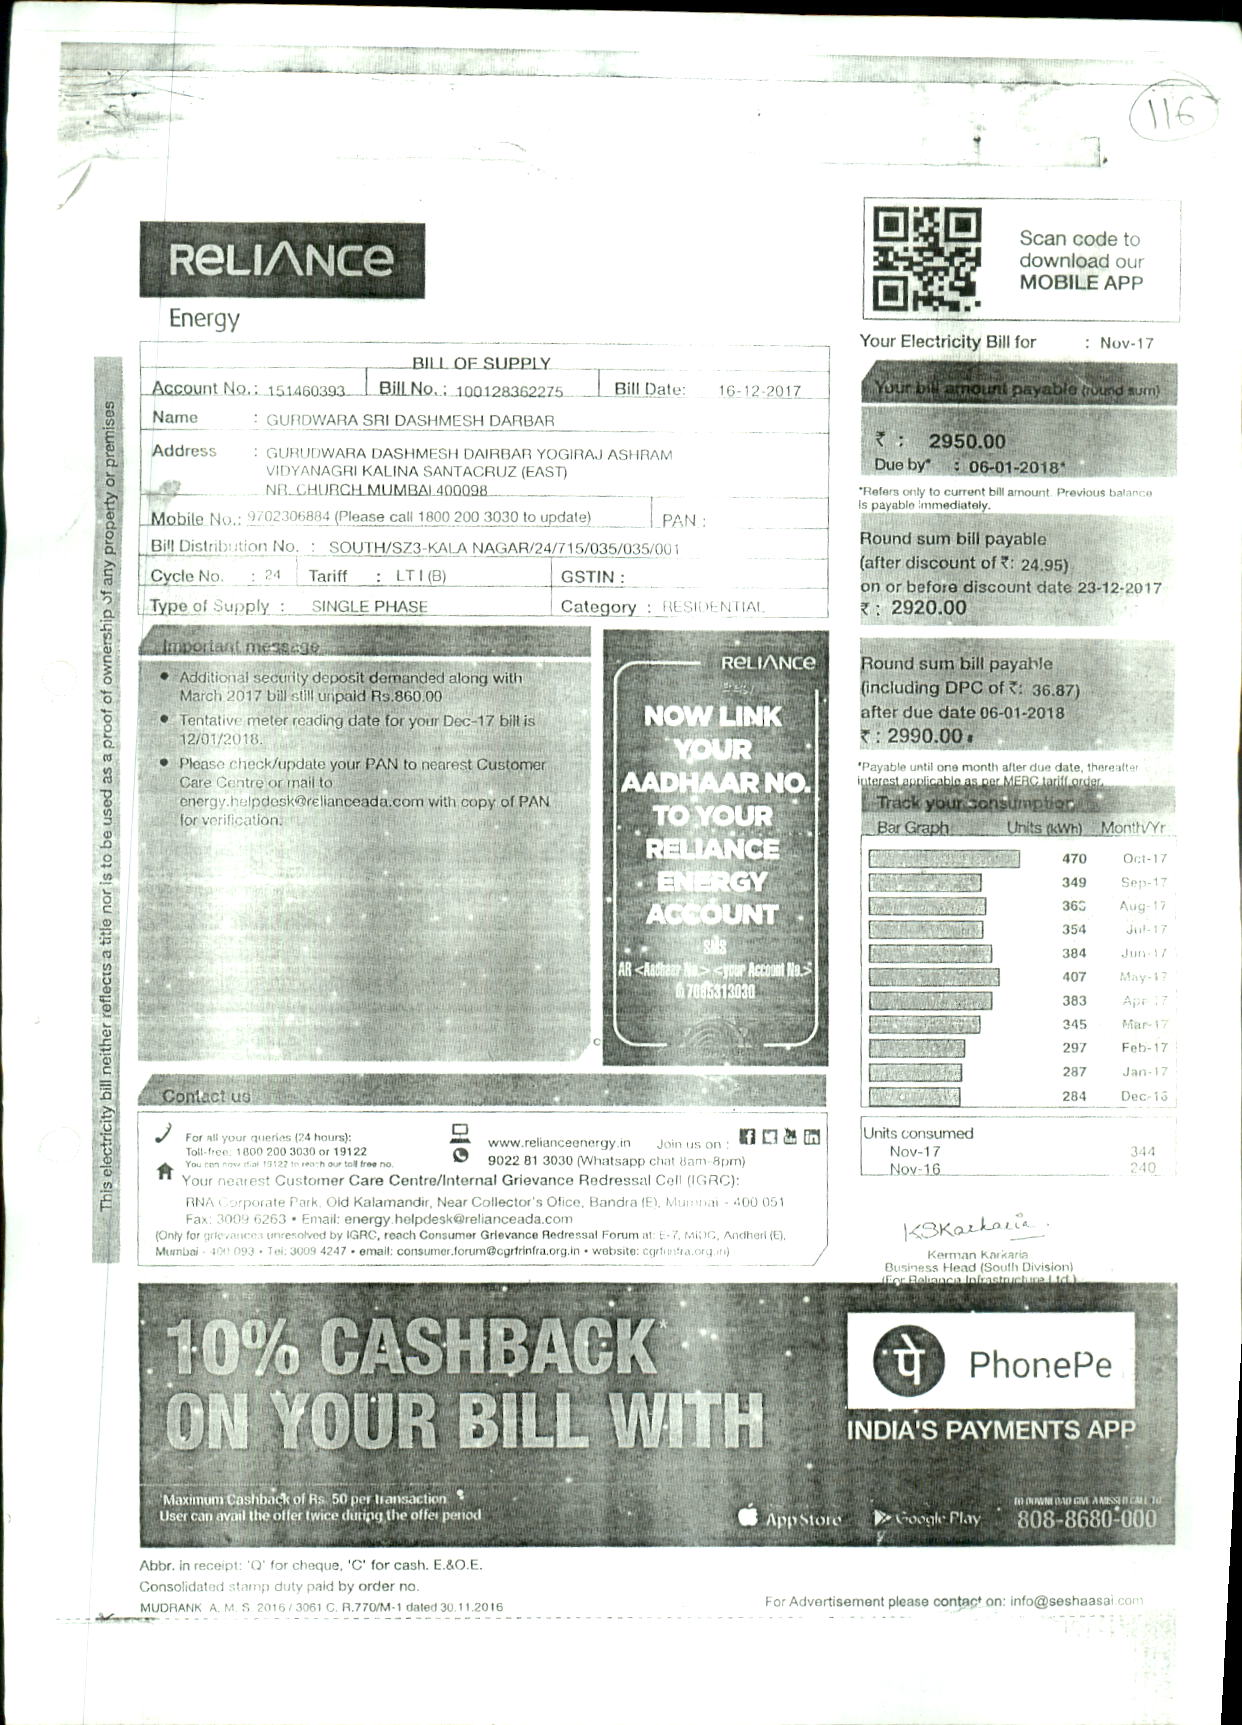 116
RELIANCE
Energy
Scan code to
download our
MOBILE APP
Your Electricity Bill for : Nov-17
BILL OF SUPPLY
Account No.: 151460393 Bill No.: 100128362275 Bill Date: 16-12-2017
Name : GURDWARA SRI DASHMESH DARBAR
Address : GURUDWARA DASHMESH DAIRBAR YOGIRAJ ASHRAM
VIDYANAGRI KALINA SANTACRUZ (EAST)
NR. CHURCH MUMBAI 400098
Mobile No.: 9702306884 (Please call 1800 200 3030 to update) PAN :
Bill Distribution No. : SOUTH/SZ3-KALA NAGAR/24/715/035/035/001
Cycle No. : 24 Tariff : LT I (B) GSTIN :
Type of Supply : SINGLE PHASE Category : RESIDENTIAL
Your bill amount payable (round sum)
₹ : 2950.00
Due by* : 06-01-2018*
*Refers only to current bill amount. Previous balance
is payable immediately.
Round sum bill payable
(after discount of ₹: 24.95)
on or before discount date 23-12-2017
₹ : 2920.00
Round sum bill payable
(including DPC of ₹: 36.87)
after due date 06-01-2018
₹ : 2990.00
*Payable until one month after due date, thereafter
interest applicable as per MERC tariff order.
Important message
• Additional security deposit demanded along with
March 2017 bill still unpaid Rs.860.00
• Tentative meter reading date for your Dec-17 bill is
12/01/2018.
• Please check/update your PAN to nearest Customer
Care Centre or mail to
energy.helpdesk@relianceada.com with copy of PAN
for verification.
RELIANCE
NOW LINK
YOUR
AADHAAR NO.
TO YOUR
RELIANCE
ENERGY
ACCOUNT
SMS
AR <Aadhaar No.> <your Account No.>
Track your consumption
Bar Graph Units (kWh) Month/Yr
470 Oct-17
349 Sep-17
Aug-17
354 Jul-17
384 Jun-17
407 May-17
383 Apr-17
345 Mar-17
297 Feb-17
287 Jan-17
284 Dec-16
Units consumed
Nov-17 344
Nov-16 240
This electricity bill neither reflects a title nor is to be used as a proof of ownership of any property or premises
Contact us
For all your queries (24 hours):
Toll-free: 1800 200 3030 or 19122
You can now dial 19122 to reach our toll free no.
www.relianceenergy.in Join us on :
9022 81 3030 (Whatsapp chat 8am-8pm)
Your nearest Customer Care Centre/Internal Grievance Redressal Cell (IGRC):
RNA Corporate Park, Old Kalamandir, Near Collector's Ofice, Bandra (E), Mumbai - 400 051
Fax: 3009 6263 • Email: energy.helpdesk@relianceada.com
(Only for grievances unresolved by IGRC, reach Consumer Grievance Redressal Forum at: E-7, MIDC, Andheri (E),
Mumbai - 400 093 • Tel: 3009 4247 • email: consumer.forum@cgrfrinfra.org.in • website: cgrfrinfra.org.in)
KSKarkaria
Kerman Karkaria
Business Head (South Division)
(For Reliance Infrastructure Ltd.)
10% CASHBACK*
ON YOUR BILL WITH
पे PhonePe
INDIA'S PAYMENTS APP
*Maximum Cashback of Rs. 50 per transaction
User can avail the offer twice during the offer period
App Store Google Play
TO DOWNLOAD GIVE A MISSED CALL TO
808-8680-000
Abbr. in receipt: 'Q' for cheque, 'C' for cash. E.&O.E.
Consolidated stamp duty paid by order no.
MUDRANK A. M. S. 2016 / 3061 C. R.770/M-1 dated 30.11.2016
For Advertisement please contact on: info@seshaasai.com